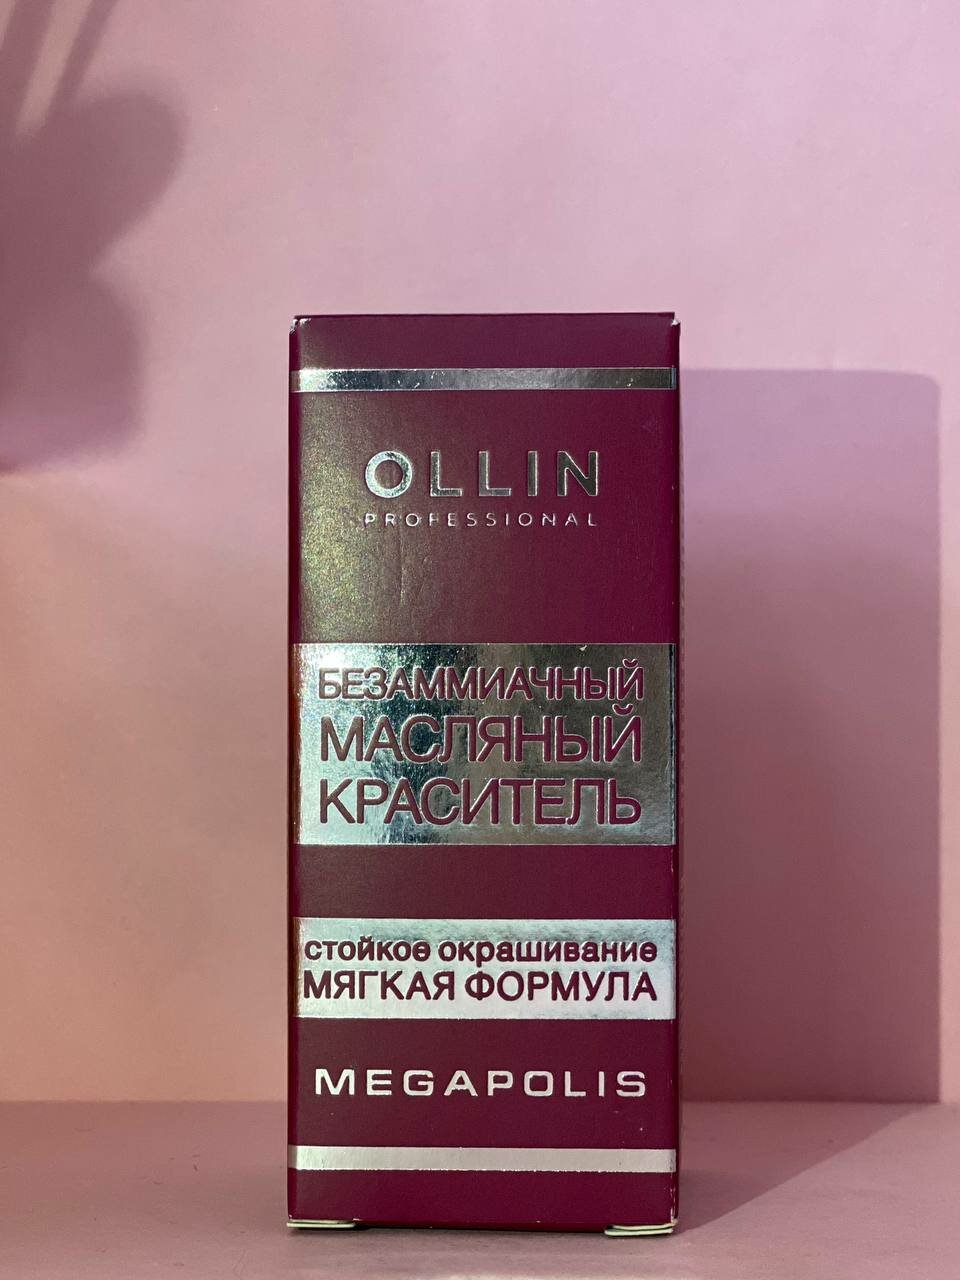 OLLIN
PROFESSIONAL
БЕЗАММИАЧНЫЙ
МАСЛЯНЫЙ
КРАСИТЕЛЬ
стойкое окрашивание
МЯГКАЯ ФОРМУЛА
MEGAPOLIS